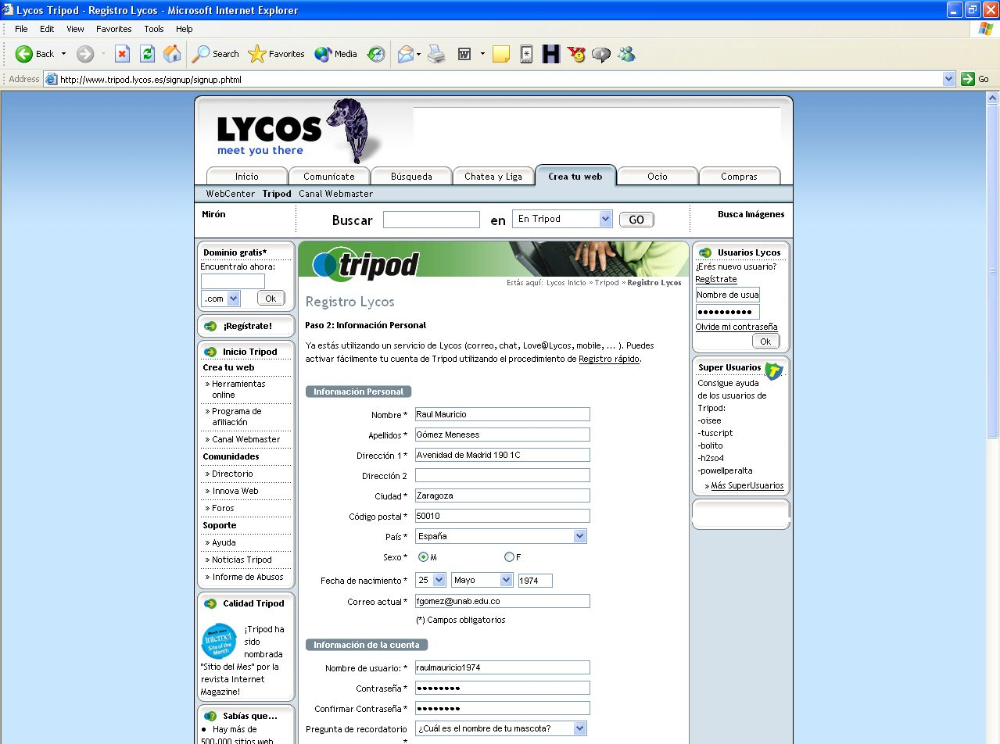 Lycos Tripod - Registro Lycos - Microsoft Internet Explorer
File Edit View Favorites Tools Help
Back Search Favorites Media
Address http://www.tripod.lycos.es/signup/signup.phtml Go
LYCOS
meet you there
Inicio Comunícate Búsqueda Chatea y Liga Crea tu web Ocio Compras
WebCenter Tripod Canal Webmaster
Mirón
Buscar en En Tripod GO
Busca Imágenes
Dominio gratis*
Encuentralo ahora:
.com Ok
¡Regístrate!
Inicio Tripod
Crea tu web
» Herramientas
online
» Programa de
afiliación
» Canal Webmaster
Comunidades
» Directorio
» Innova Web
» Foros
Soporte
» Ayuda
» Noticias Tripod
» Informe de Abusos
Calidad Tripod
Internet
Site of the
Month
¡Tripod ha
sido
nombrada
"Sitio del Mes" por la
revista Internet
Magazine!
Sabías que...
• Hay más de
500.000 sitios web
tripod
Estás aquí: Lycos Inicio » Tripod » Registro Lycos
Registro Lycos
Paso 2: Información Personal
Ya estás utilizando un servicio de Lycos (correo, chat, Love@Lycos, mobile, ... ). Puedes
activar fácilmente tu cuenta de Tripod utilizando el procedimiento de Registro rápido.
Información Personal
Nombre * Raul Mauricio
Apellidos * Gómez Meneses
Dirección 1 * Avenidad de Madrid 190 1C
Dirección 2
Ciudad * Zaragoza
Código postal * 50010
País * España
Sexo * M F
Fecha de nacimiento * 25 Mayo 1974
Correo actual * fgomez@unab.edu.co
(*) Campos obligatorios
Información de la cuenta
Nombre de usuario: * raulmauricio1974
Contraseña * ••••••••
Confirmar Contraseña * ••••••••
Pregunta de recordatorio ¿Cuál es el nombre de tu mascota?
*
Usuarios Lycos
¿Erés nuevo usuario?
Regístrate
Nombre de usua
••••••••••
Olvide mi contraseña
Ok
Super Usuarios
Consigue ayuda
de los usuarios de
Tripod:
-oisee
-tuscript
-bolito
-h2so4
-powellperalta
» Más SuperUsuarios